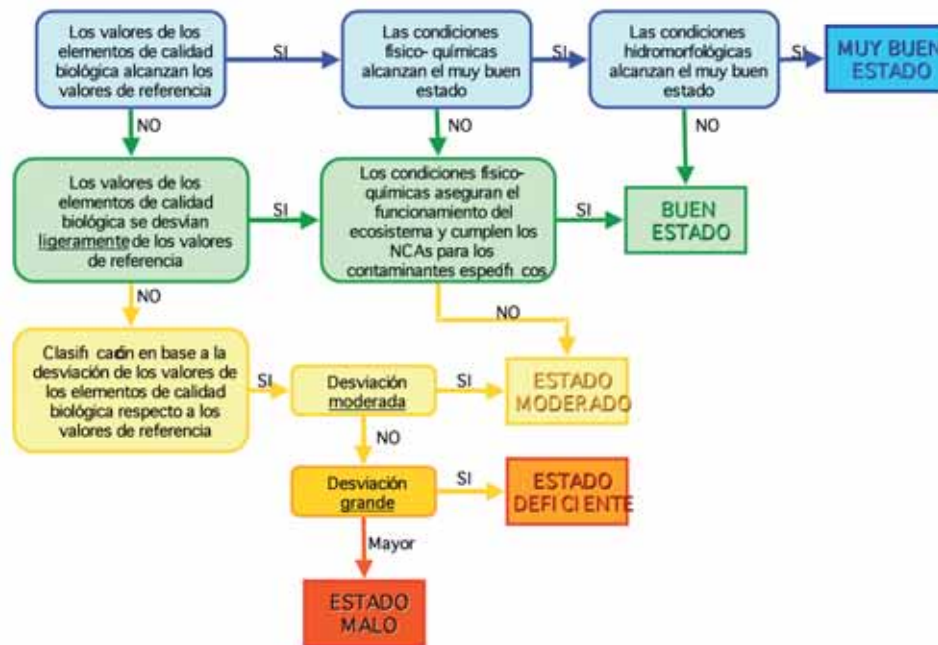 Los valores de los
elementos de calidad
biológica alcanzan los
valores de referencia
SI
Las condiciones
físico- químicas
alcanzan el muy buen
estado
SI
Las condiciones
hidromorfológicas
alcanzan el muy buen
estado
SI
MUY BUEN
ESTADO
NO
NO
NO
Los valores de los
elementos de calidad
biológica se desvían
ligeramente de los valores
de referencia
SI
Los condiciones físico-
químicas aseguran el
funcionamiento del
ecosistema y cumplen los
NCAs para los
contaminantes espedfi cos
SI
BUEN
ESTADO
NO
NO
Clasifi cadón en base a la
desviación de los valores de
los elementos de calidad
biológica respecto a los
valores de referencia
SI
Desviación
moderada
SI
ESTADO
MODERADO
NO
Desviación
grande
SI
ESTADO
DEFI CI ENTE
Mayor
ESTADO
MALO